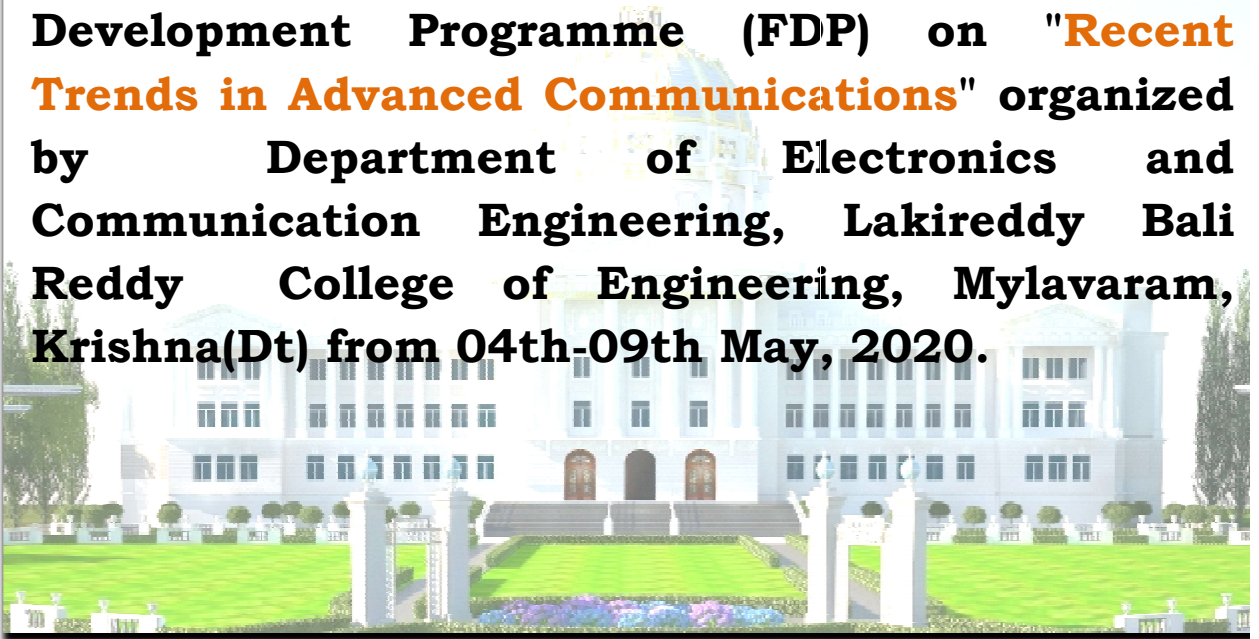 Development Programme (FDP) on "Recent
Trends in Advanced Communications" organized
by Department of Electronics and
Communication Engineering, Lakireddy Bali
Reddy College of Engineering, Mylavaram,
Krishna(Dt) from 04th-09th May, 2020.